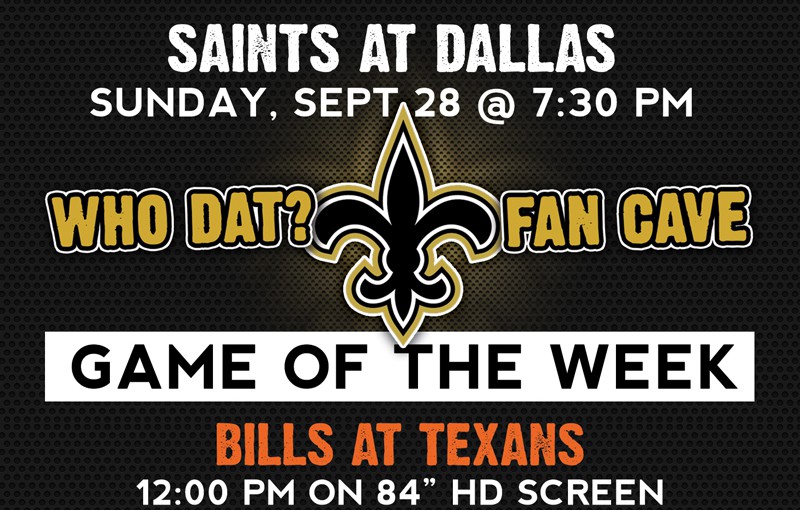 SAINTS AT DALLAS
SUNDAY, SEPT 28 @ 7:30 PM
WHO DAT? FAN CAVE
GAME OF THE WEEK
BILLS AT TEXANS
12:00 PM ON 84” HD SCREEN